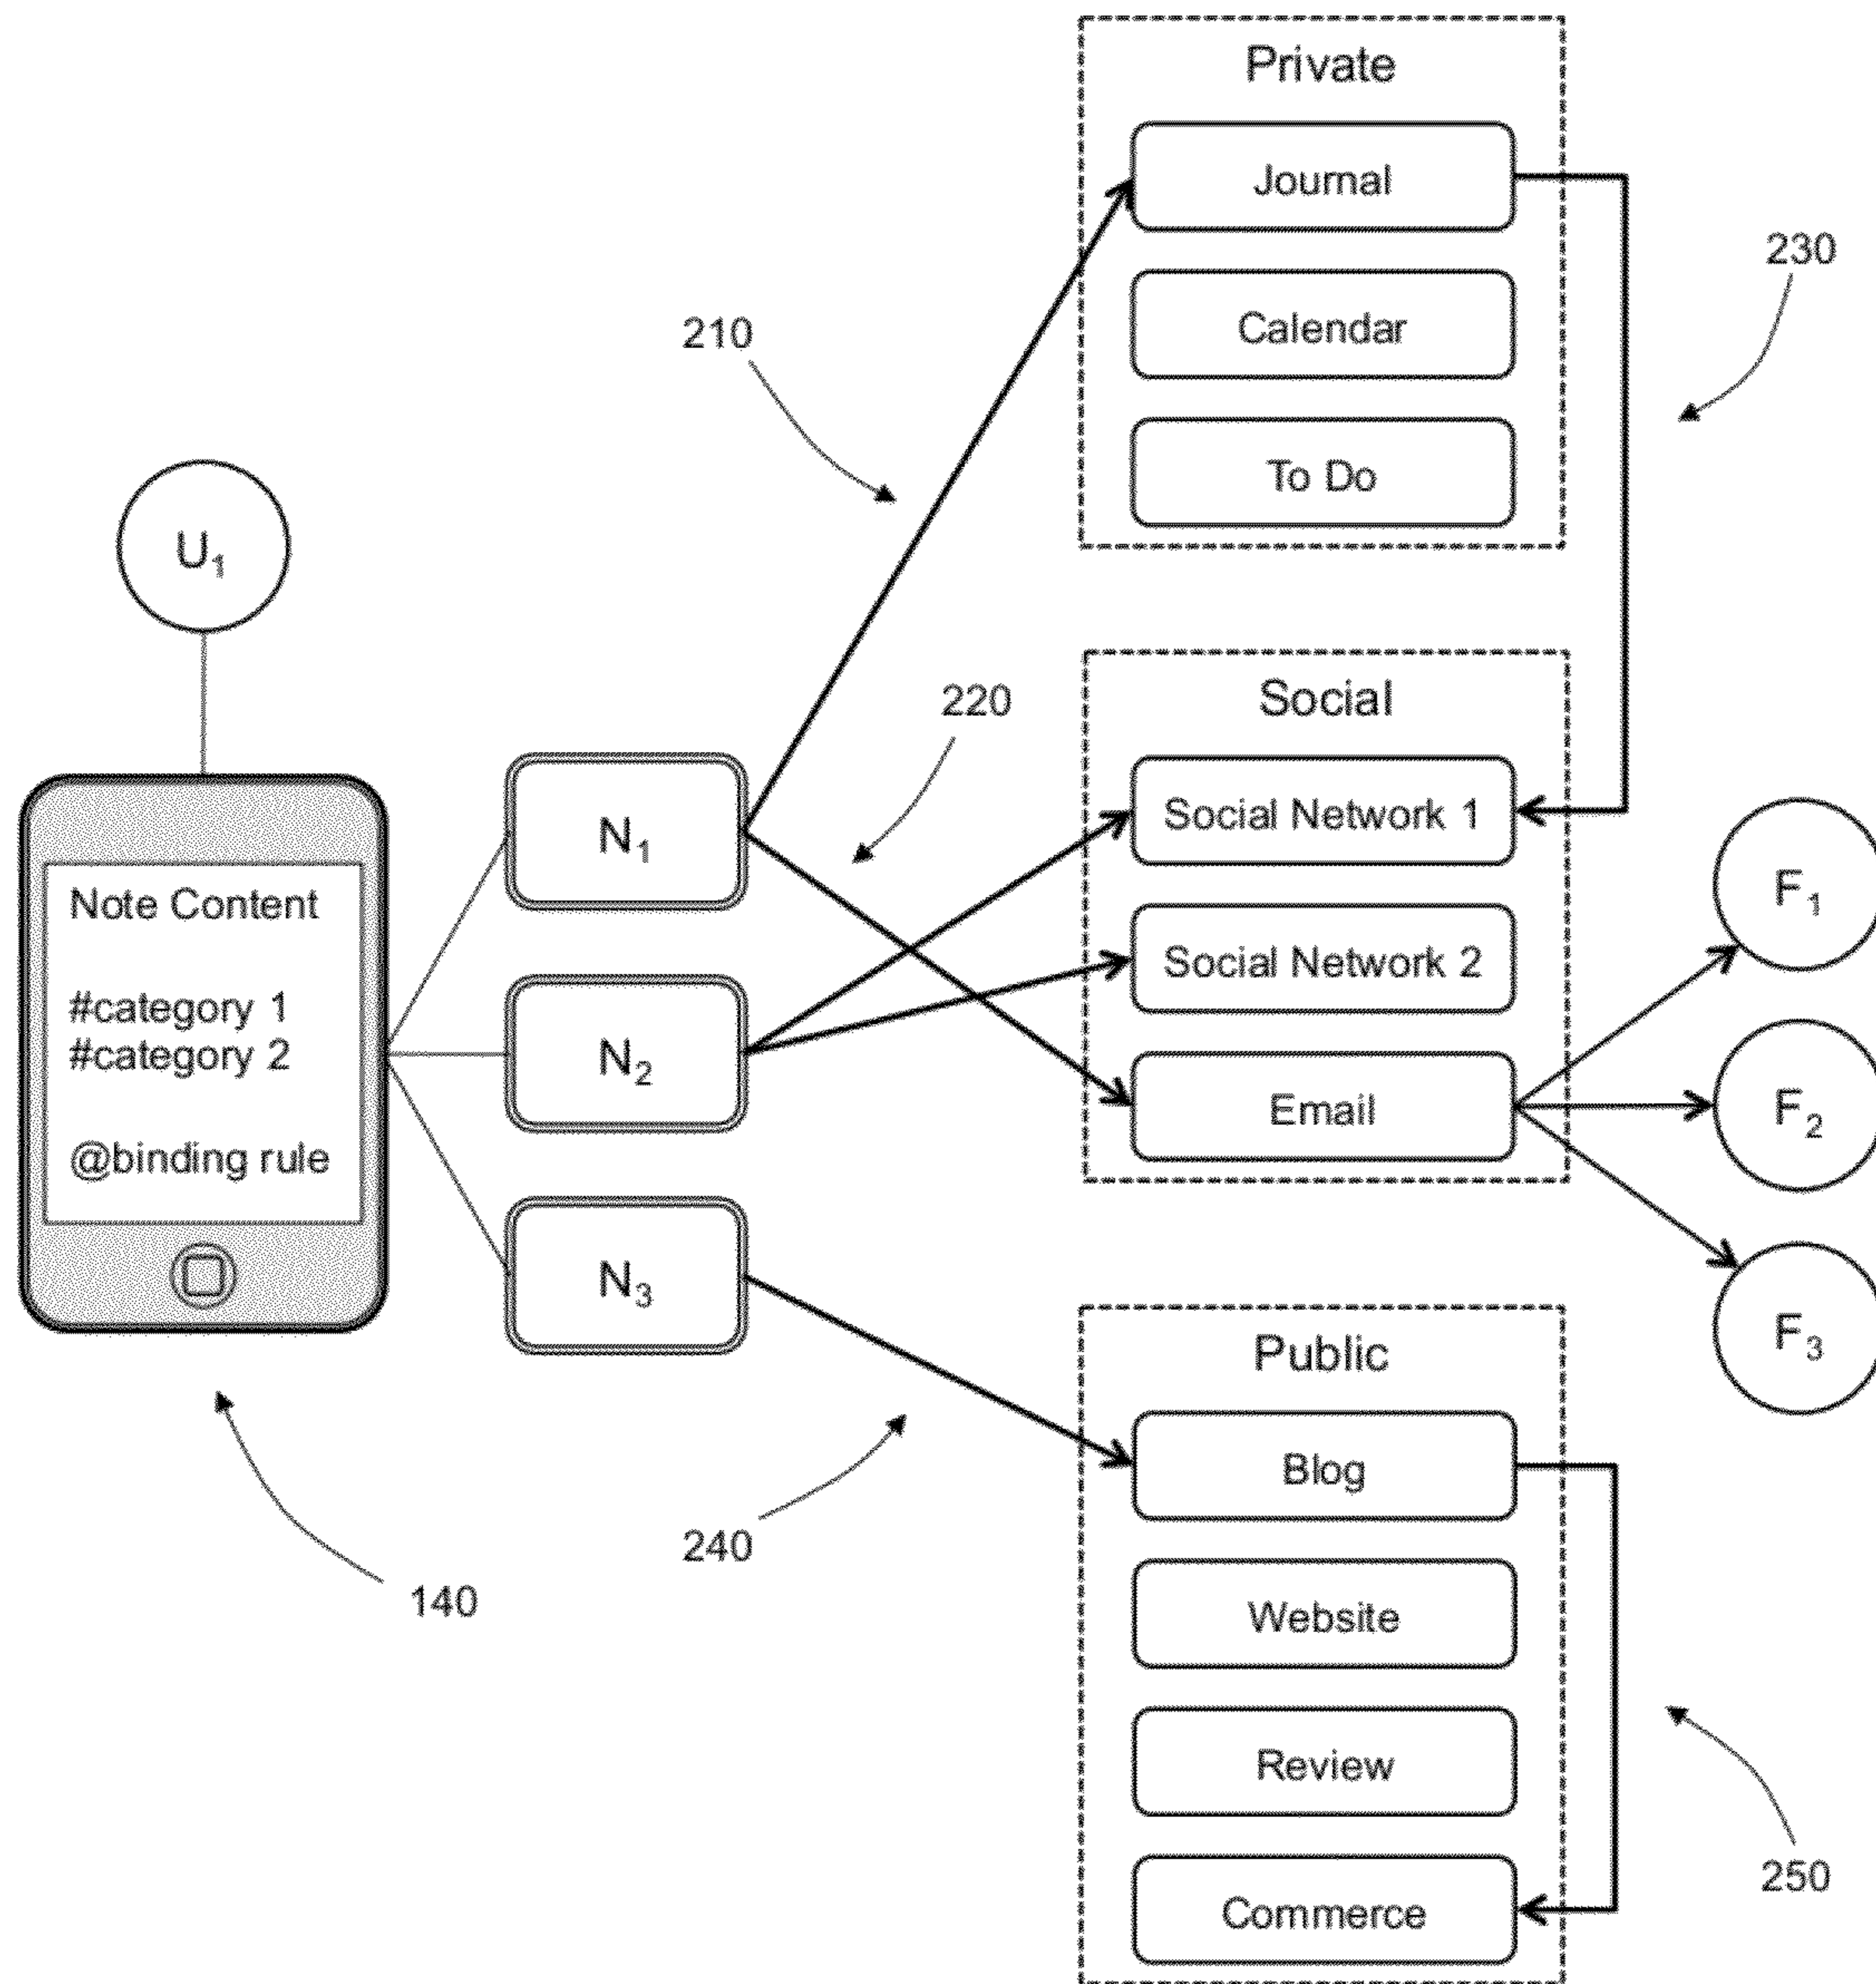 Private
Journal
230
Calendar
210
To Do
U₁
Social
220
Social Network 1
N₁
F₁
Note Content
Social Network 2
#category 1
#category 2
N₂
Email
F₂
@binding rule
N₃
F₃
Public
Blog
240
140
Website
Review
250
Commerce